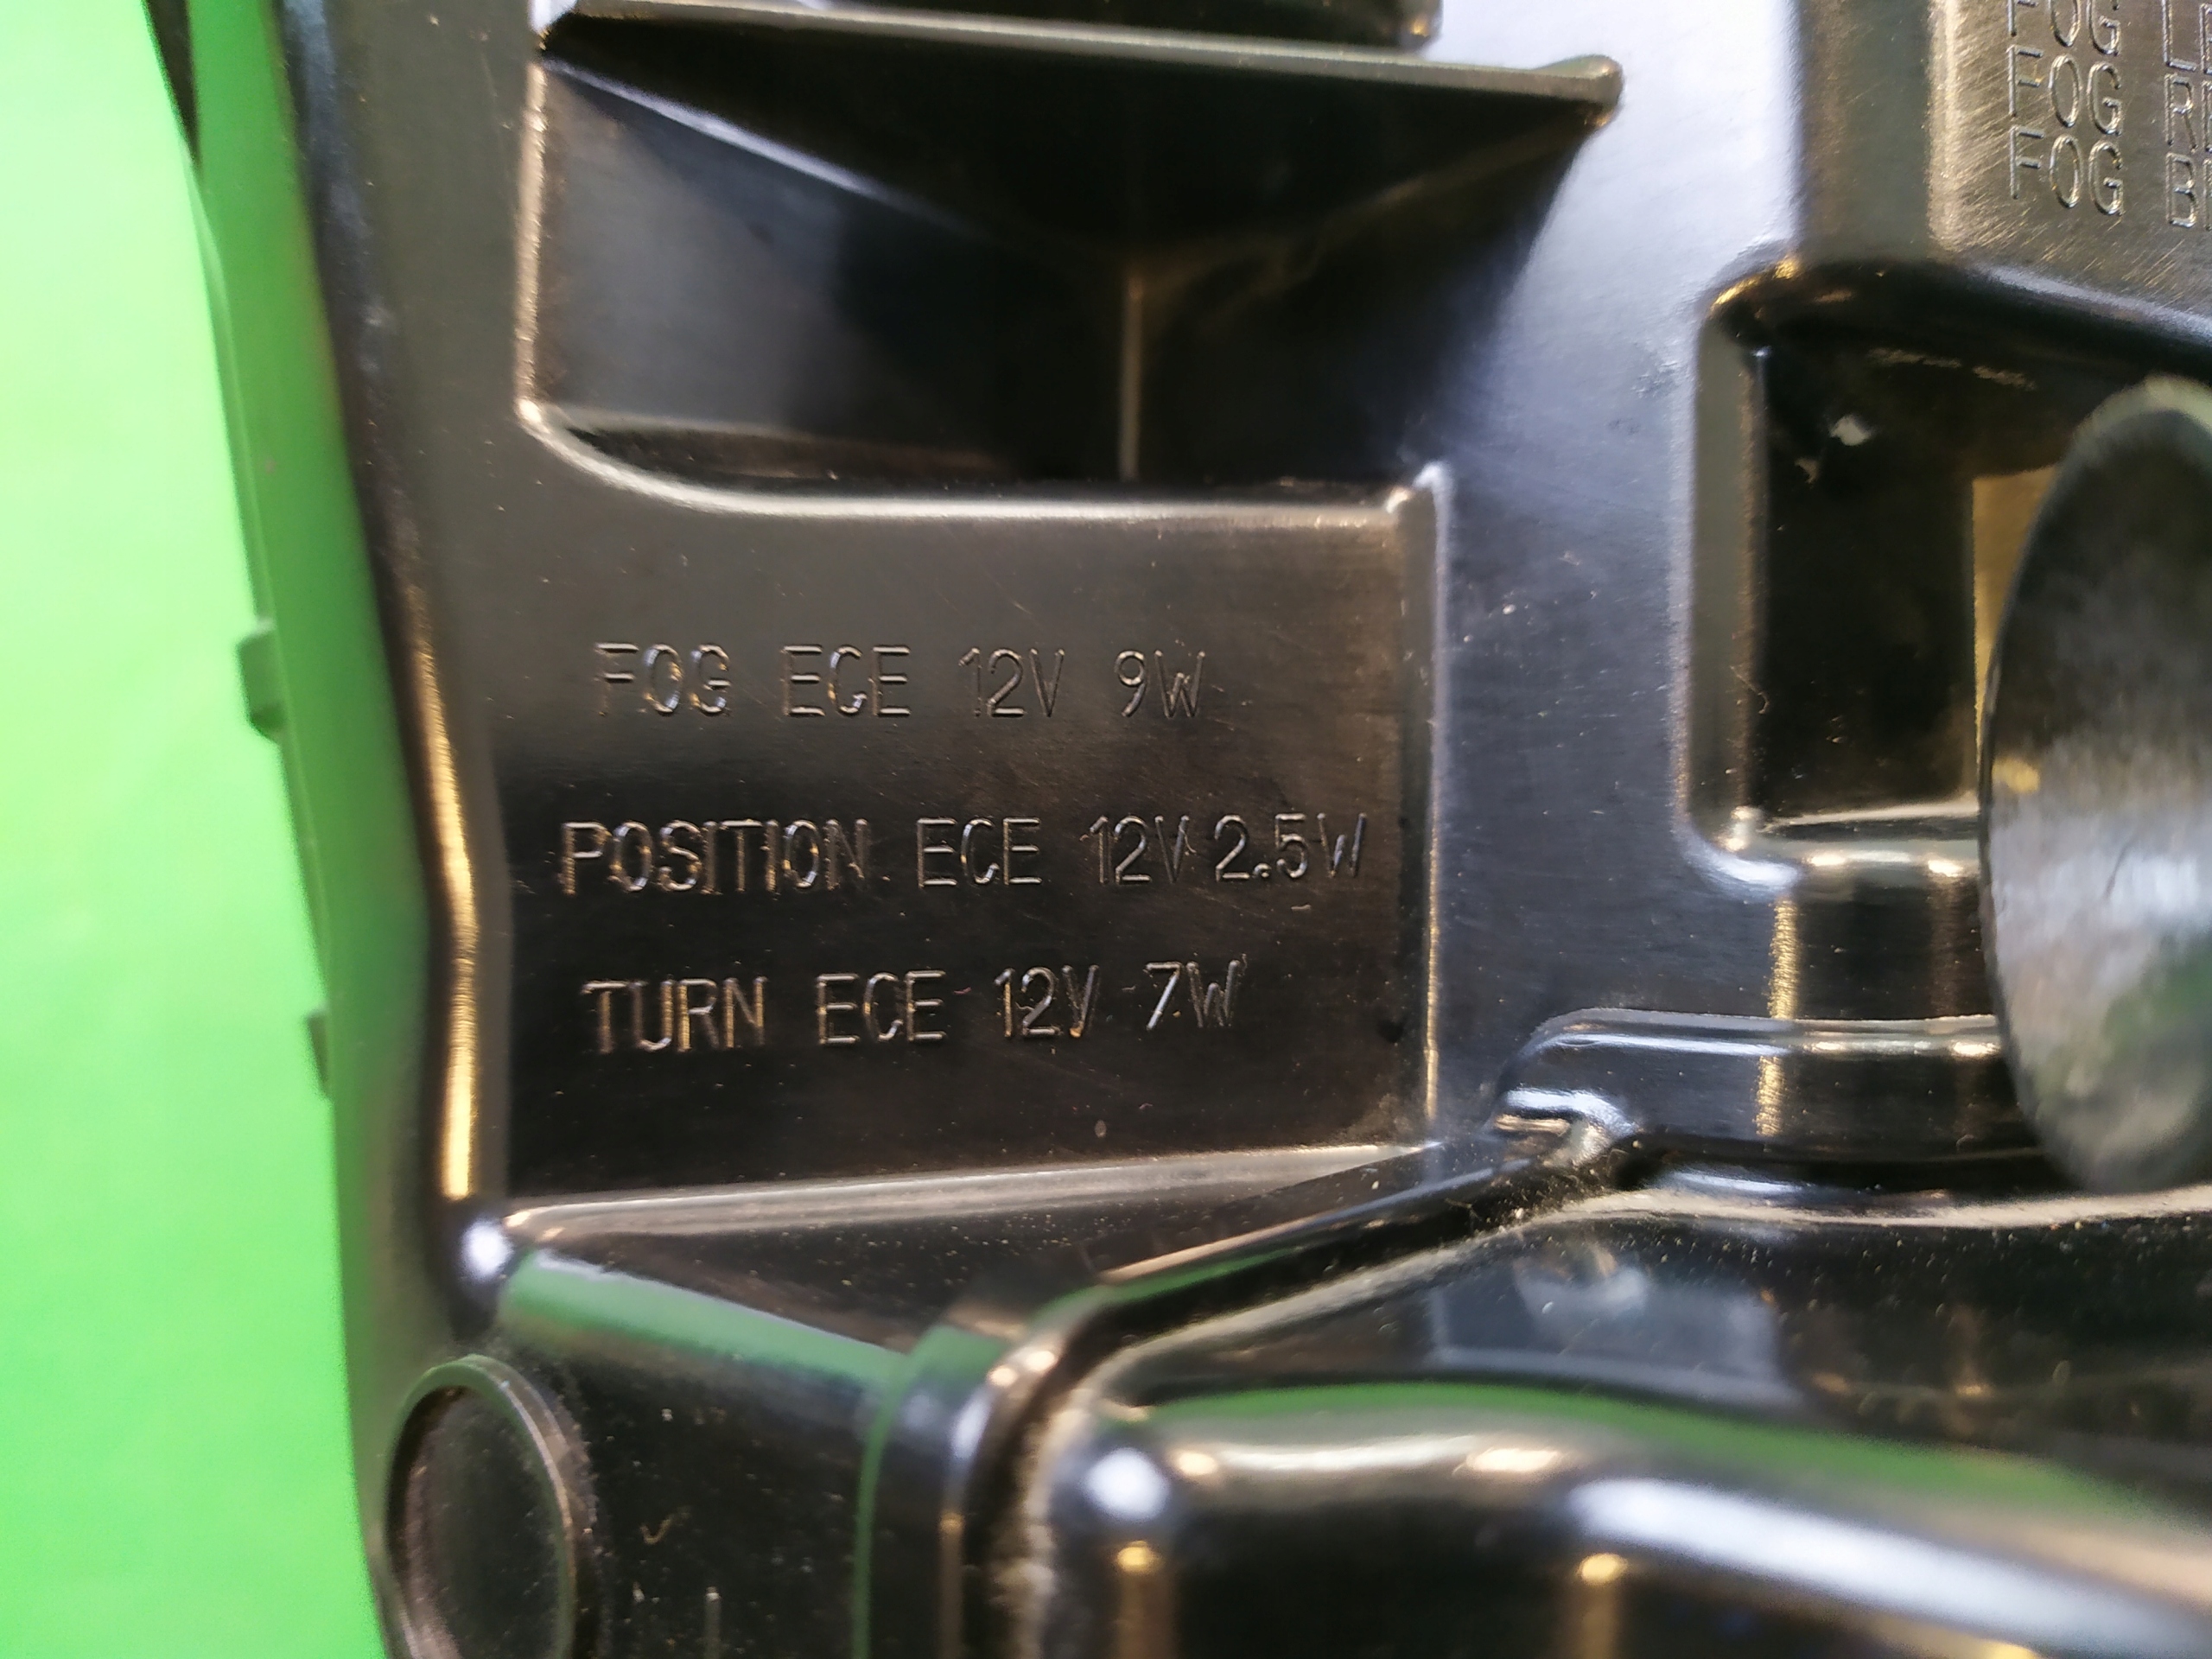 FOG
FOG
FOG
FOG ECE 12V 9W
POSITION ECE 12V 2.5W
TURN ECE 12V 7W